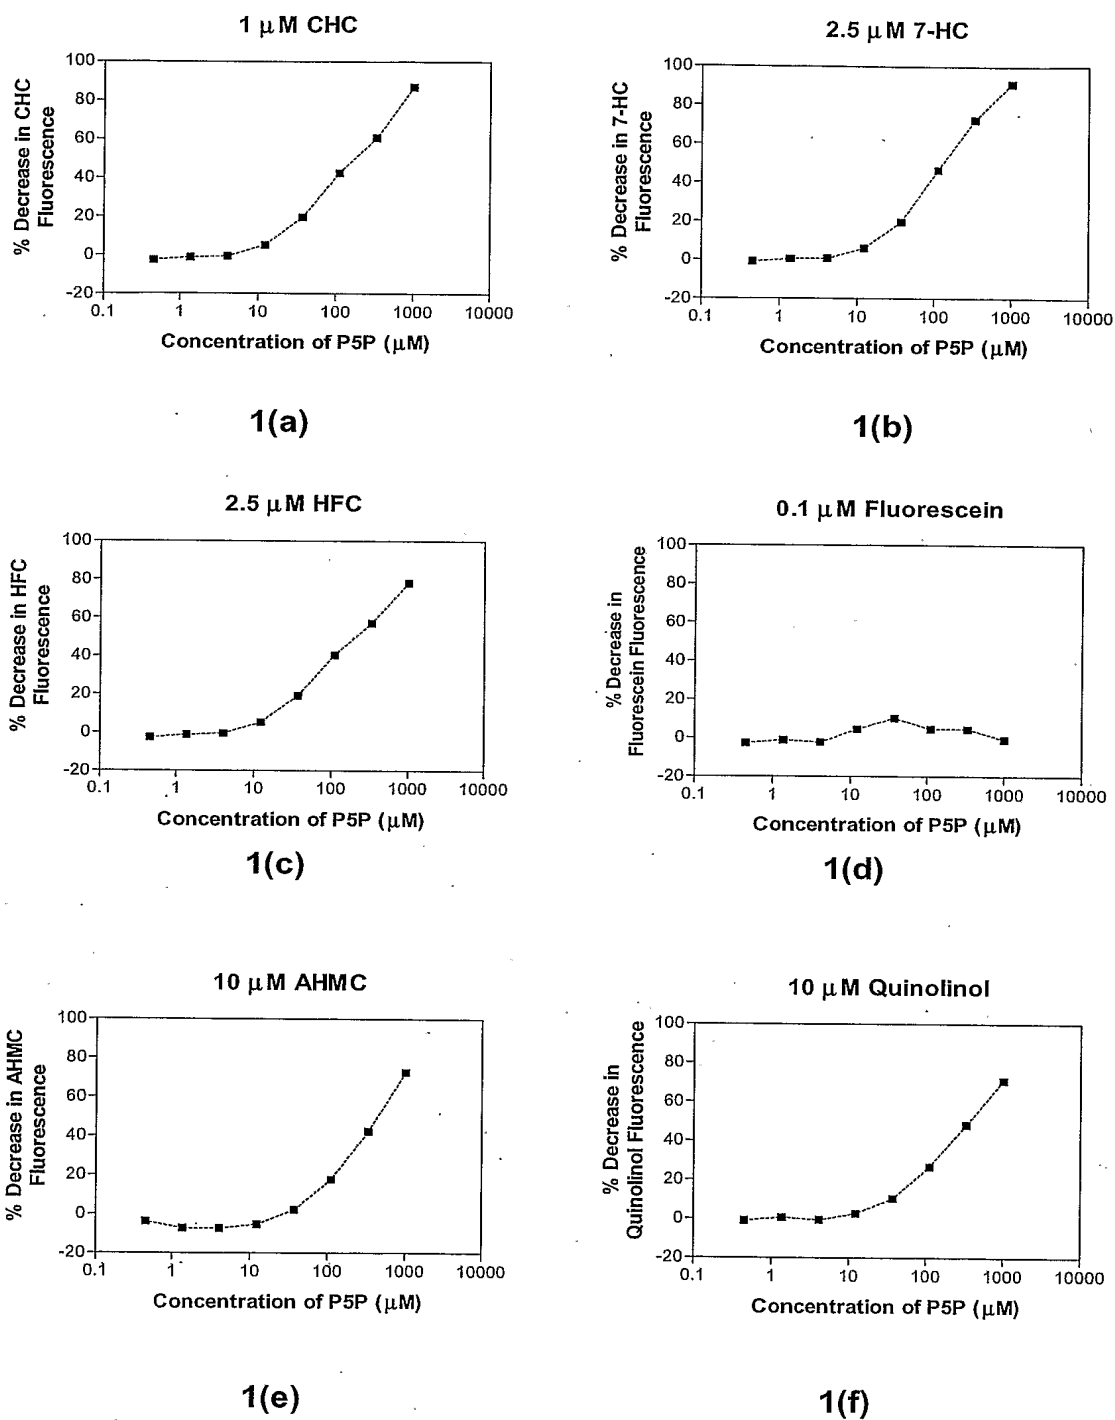 1 μM CHC
% Decrease in CHC
Fluorescence
100
80
60
40
20
0
-20
0.1
1
10
100
1000
10000
Concentration of P5P (μM)
1(a)
2.5 μM 7-HC
% Decrease in 7-HC
Fluorescence
100
80
60
40
20
0
-20
0.1
1
10
100
1000
10000
Concentration of P5P (μM)
1(b)
2.5 μM HFC
% Decrease in HFC
Fluorescence
100
80
60
40
20
0
-20
0.1
1
10
100
1000
10000
Concentration of P5P (μM)
1(c)
0.1 μM Fluorescein
% Decrease in
Fluorescein Fluorescence
100
80
60
40
20
0
-20
0.1
1
10
100
1000
10000
Concentration of P5P (μM)
1(d)
10 μM AHMC
% Decrease in AHMC
Fluorescence
100
80
60
40
20
0
-20
0.1
1
10
100
1000
10000
Concentration of P5P (μM)
1(e)
10 μM Quinolinol
% Decrease in
Quinolinol Fluorescence
100
80
60
40
20
0
-20
0.1
1
10
100
1000
10000
Concentration of P5P (μM)
1(f)